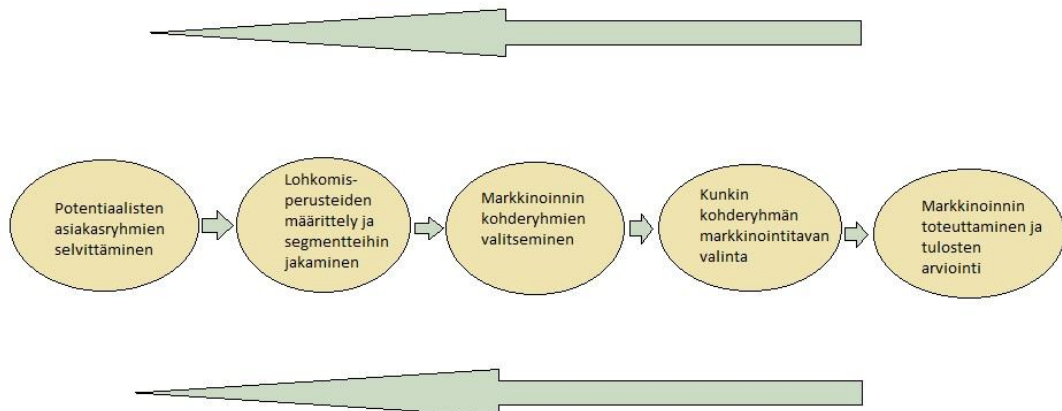 Potentiaalisten
asiakasryhmien
selvittäminen
Lohkomis-
perusteiden
määrittely ja
segmentteihin
jakaminen
Markkinoinnin
kohderyhmien
valitseminen
Kunkin
kohderyhmän
markkinointitavan
valinta
Markkinoinnin
toteuttaminen ja
tulosten
arviointi